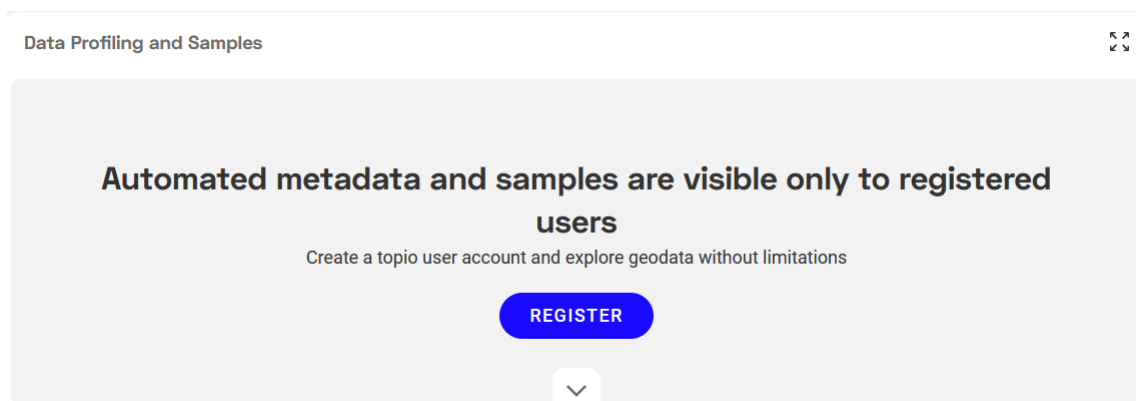 Data Profiling and Samples
Automated metadata and samples are visible only to registered
users
Create a topio user account and explore geodata without limitations
REGISTER